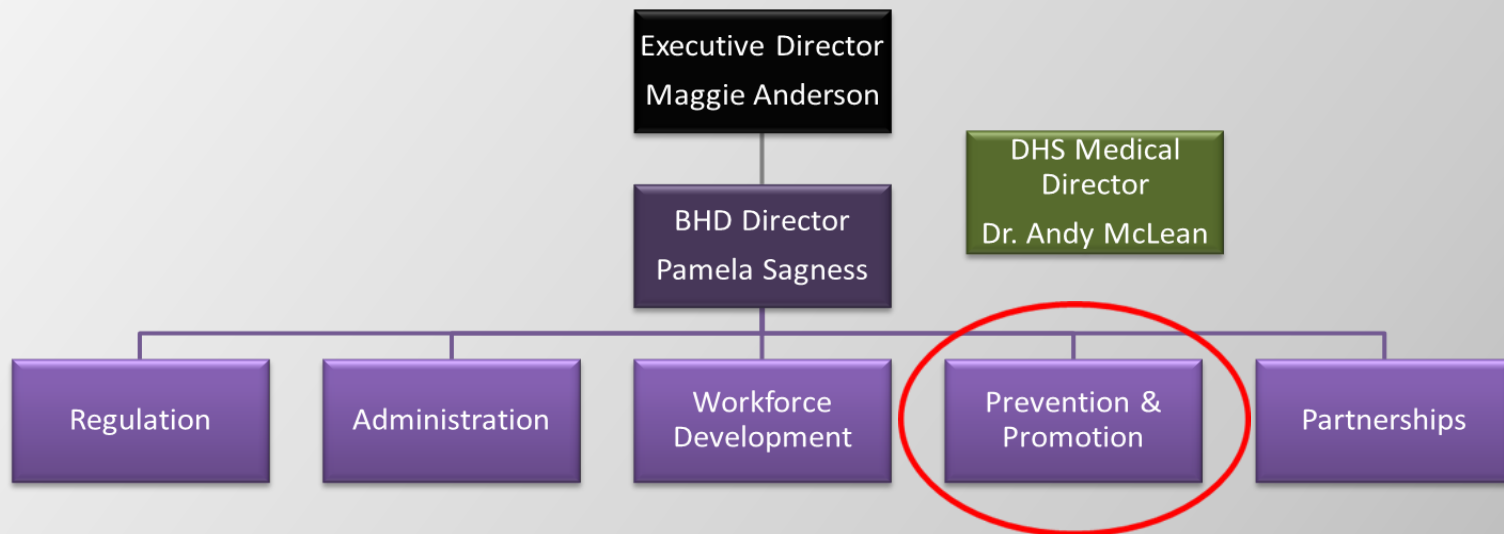 Executive Director
Maggie Anderson
DHS Medical
Director
Dr. Andy McLean
BHD Director
Pamela Sagness
Regulation
Administration
Workforce
Development
Prevention &
Promotion
Partnerships